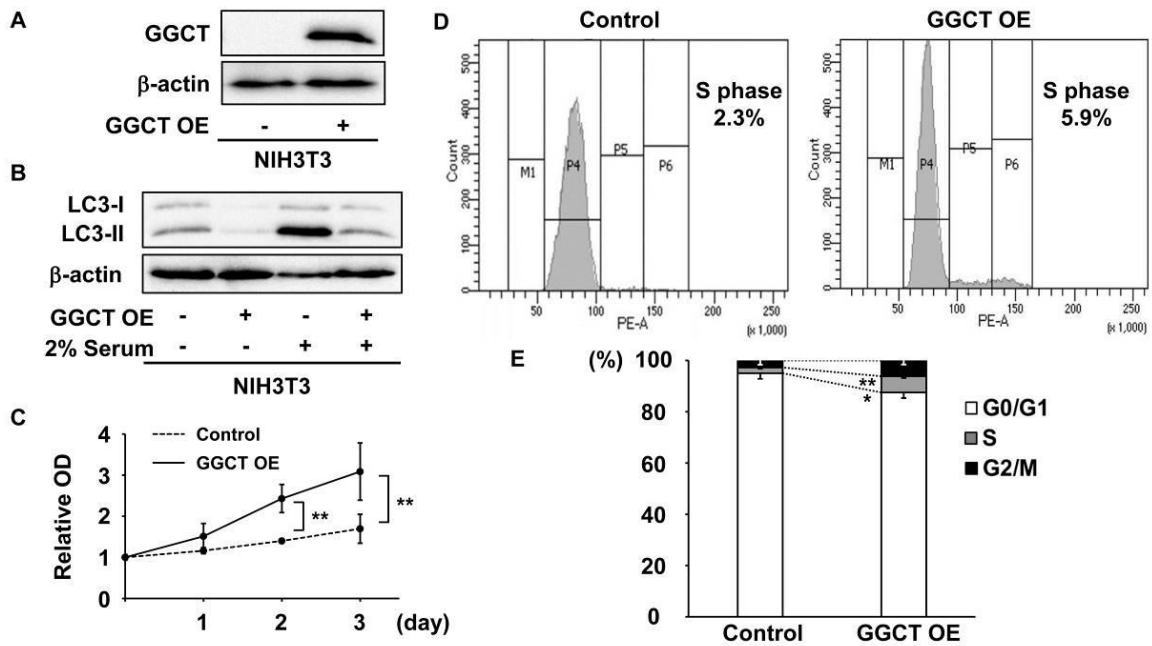 A
GGCT
β-actin
GGCT OE - +
NIH3T3
B
LC3-I
LC3-II
β-actin
GGCT OE - + - +
2% Serum - - + +
NIH3T3
C
Relative OD
4
3
2
1
0
Control
GGCT OE
**
**
1 2 3 (day)
D
Control
Count
0 100 200 300 400 500
M1
P4
P5
P6
S phase
2.3%
50 100 150 200 250
PE-A
(x 1,000)
GGCT OE
Count
0 100 200 300 400 500
M1
P4
P5
P6
S phase
5.9%
50 100 150 200 250
PE-A
(x 1,000)
E
(%)
100
80
60
40
20
0
**
*
Control GGCT OE
G0/G1
S
G2/M